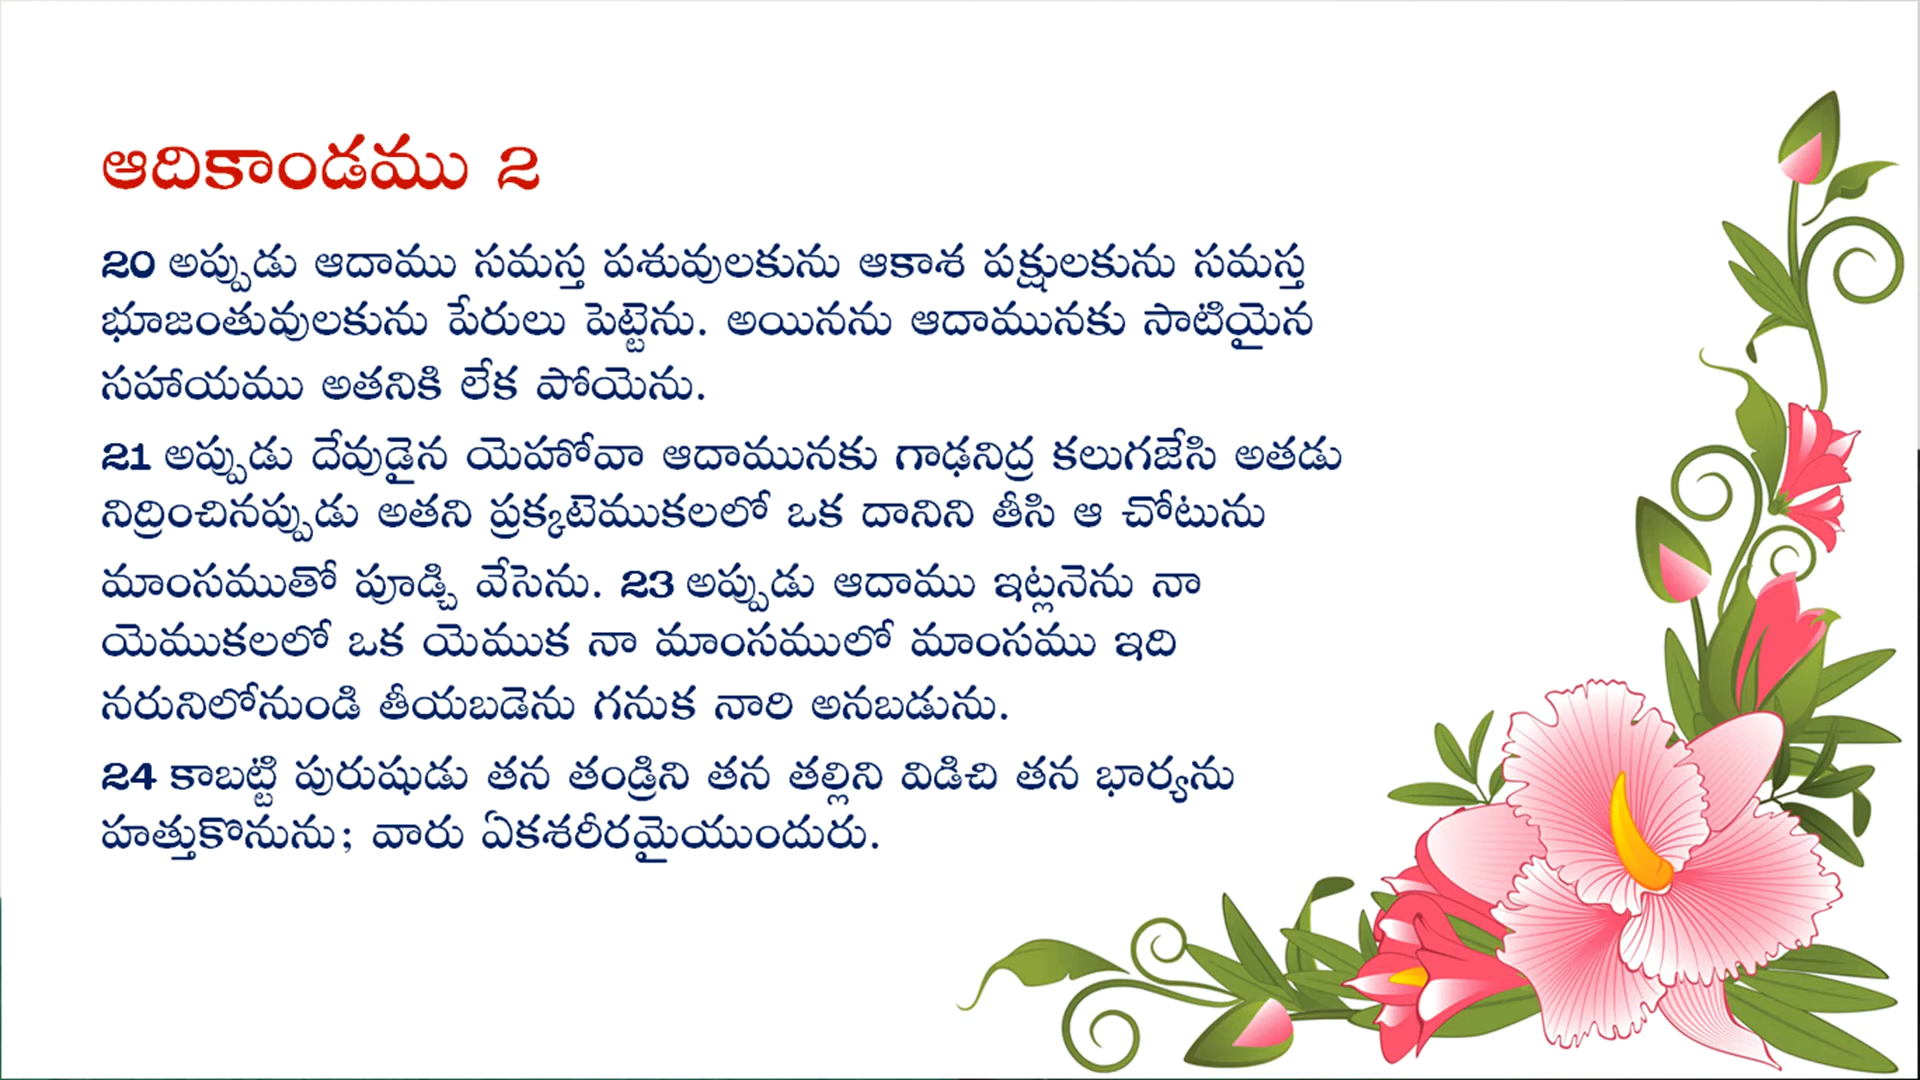 ఆదికాండము 2
20 అప్పుడు ఆదాము సమస్త పశువులకును ఆకాశ పక్షులకును సమస్త
భూజంతువులకును పేరులు పెట్టెను. అయినను ఆదామునకు సాటియైన
సహాయము అతనికి లేక పోయెను.
21 అప్పుడు దేవుడైన యెహోవా ఆదామునకు గాఢనిద్ర కలుగజేసి అతడు
నిద్రించినప్పుడు అతని ప్రక్కటెముకలలో ఒక దానిని తీసి ఆ చోటును
మాంసముతో పూడ్చి వేసెను. 23 అప్పుడు ఆదాము ఇట్లనెను నా
యెముకలలో ఒక యెముక నా మాంసములో మాంసము ఇది
నరునిలోనుండి తీయబడెను గనుక నారి అనబడును.
24 కాబట్టి పురుషుడు తన తండ్రిని తన తల్లిని విడిచి తన భార్యను
హత్తుకొనును; వారు ఏకశరీరమైయుందురు.